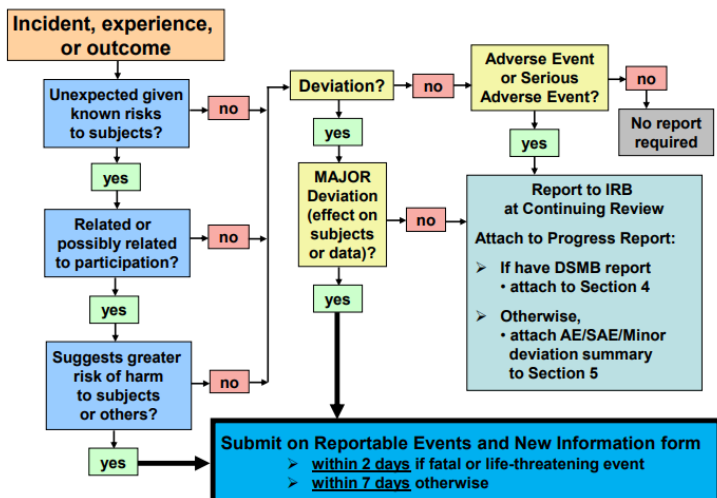 Incident, experience,
or outcome
Unexpected given
known risks
to subjects?
no
yes
Related or
possibly related
to participation?
no
yes
Suggests greater
risk of harm
to subjects
or others?
no
yes
Deviation?
no
yes
MAJOR
Deviation
(effect on
subjects
or data)?
no
yes
Adverse Event
or Serious
Adverse Event?
no
No report
required
yes
Report to IRB
at Continuing Review
Attach to Progress Report:
➢ If have DSMB report
• attach to Section 4
➢ Otherwise,
• attach AE/SAE/Minor
deviation summary
to Section 5
Submit on Reportable Events and New Information form
➢ within 2 days if fatal or life-threatening event
➢ within 7 days otherwise